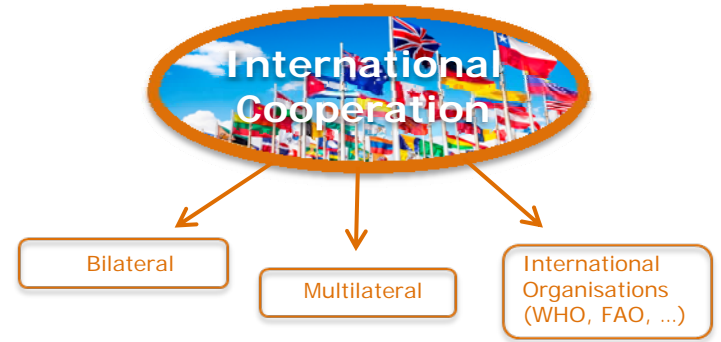 International
Cooperation
Bilateral
Multilateral
International
Organisations
(WHO, FAO, ...)